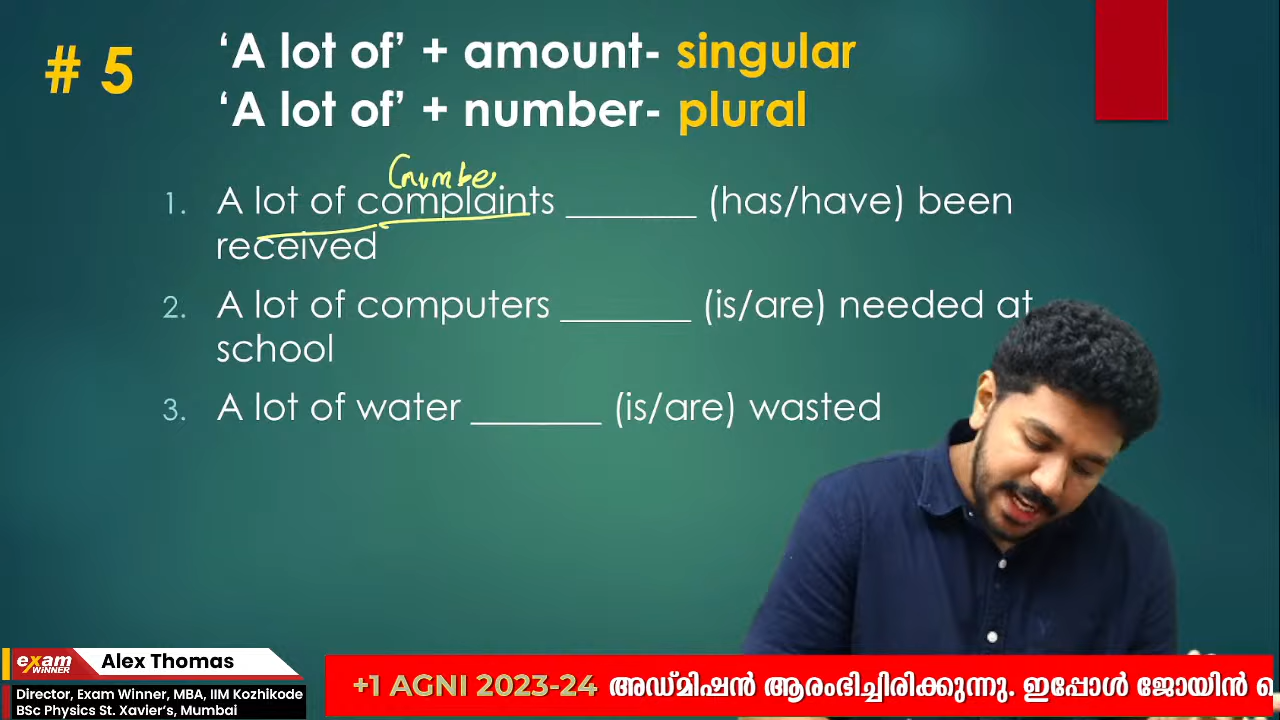 # 5
‘A lot of’ + amount- singular
‘A lot of’ + number- plural
(numbe
1. A lot of complaints _______ (has/have) been
received
2. A lot of computers _______ (is/are) needed at
school
3. A lot of water _______ (is/are) wasted
exam
WINNER
Alex Thomas
Director, Exam Winner, MBA, IIM Kozhikode
BSc Physics St. Xavier’s, Mumbai
+1 AGNI 2023-24 അഡ്മിഷൻ ആരംഭിച്ചിരിക്കുന്നു. ഇപ്പോൾ ജോയിൻ